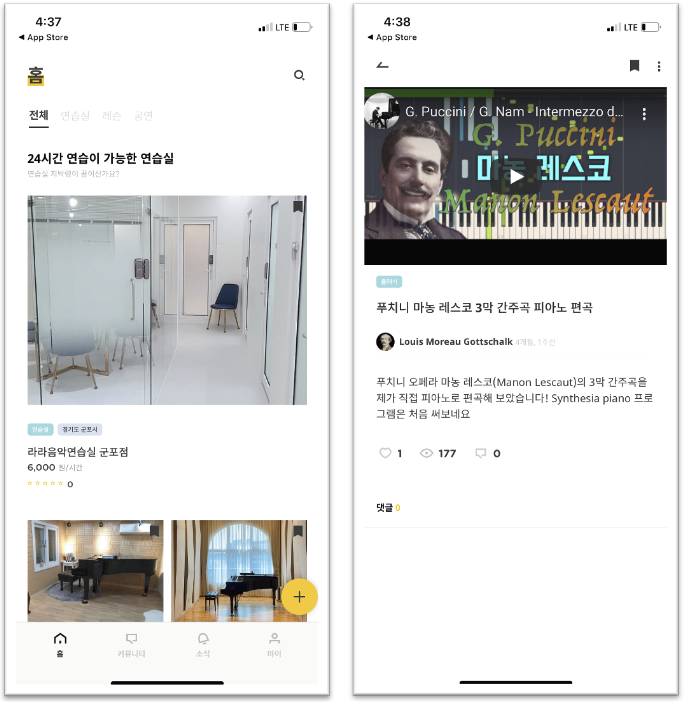 4:37
LTE
◀ App Store
홈
전체 연습실 레슨 공연
24시간 연습이 가능한 연습실
연습실 지박령이 꿈이신가요?
연습실 경기도 군포시
라라음악연습실 군포점
6,000 원/시간
0
홈 커뮤니티 소식 마이
4:38
LTE
◀ App Store
G. Puccini / G. Nam - Intermezzo d...
G. Puccini
마농 레스코
Manon Lescaut
클래식
푸치니 마농 레스코 3막 간주곡 피아노 편곡
Louis Moreau Gottschalk 4개월, 1주전
푸치니 오페라 마농 레스코(Manon Lescaut)의 3막 간주곡을
제가 직접 피아노로 편곡해 보았습니다! Synthesia piano 프로
그램은 처음 써보네요
1 177 0
댓글 0